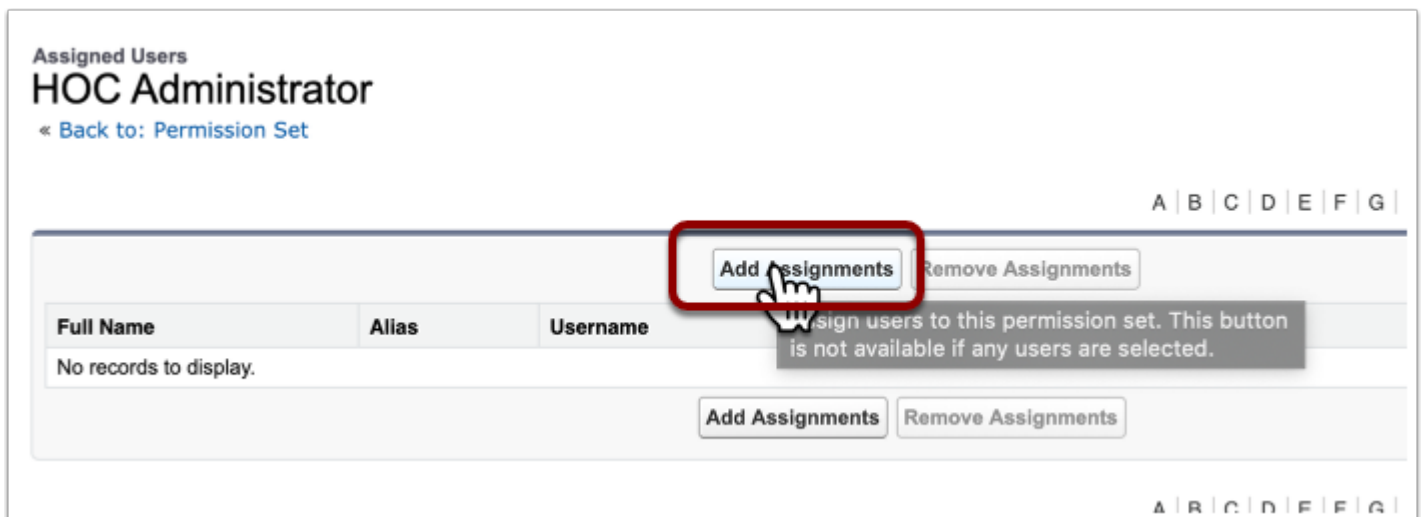 Assigned Users
HOC Administrator
« Back to: Permission Set
A | B | C | D | E | F | G |
Add Assignments Remove Assignments
Full Name Alias Username
users to this permission set. This button
is not available if any users are selected.
No records to display.
Add Assignments Remove Assignments
A | B | C | D | E | F | G |